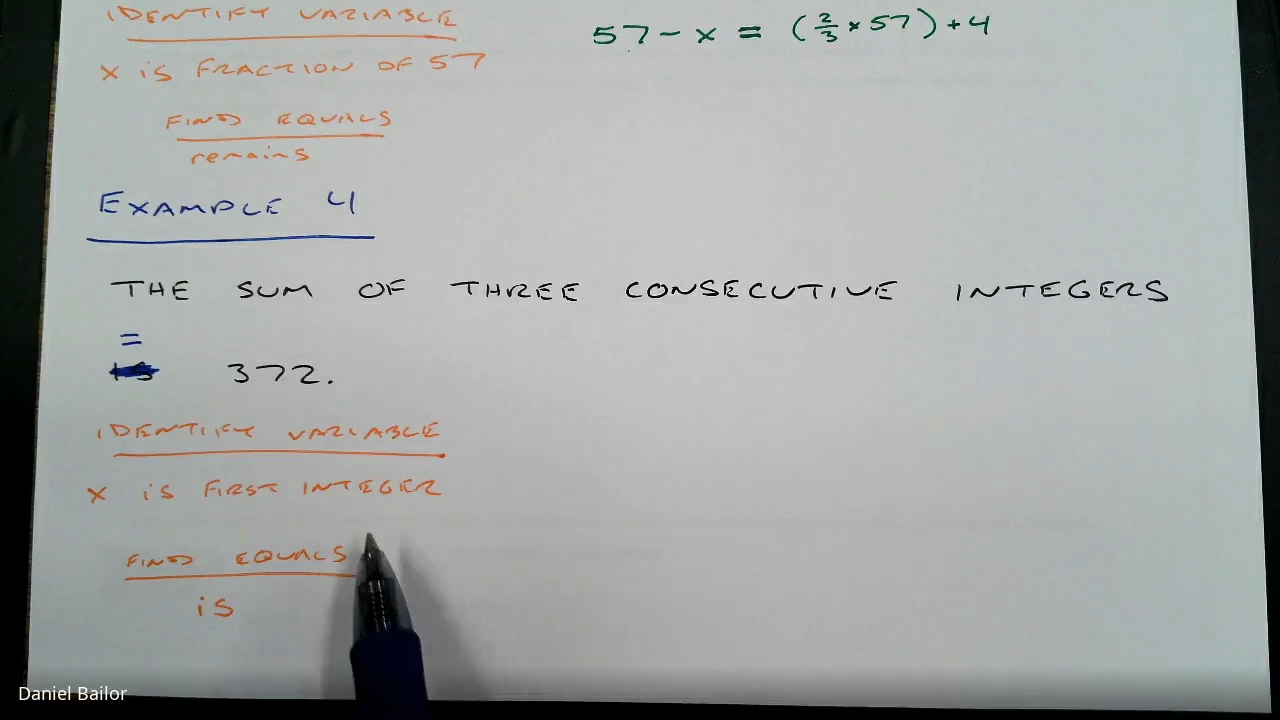 IDENTIFY VARIABLE
57 - x = (2/3 × 57) + 4
X iS FRACTION OF 57
FIND EQUALS
remains
EXAMPLE 4
THE SUM OF THREE CONSECUTIVE INTEGERS
=
is 372.
IDENTIFY VARIABLE
X iS FIRST INTEGER
FIND EQUALS
is
Daniel Bailor